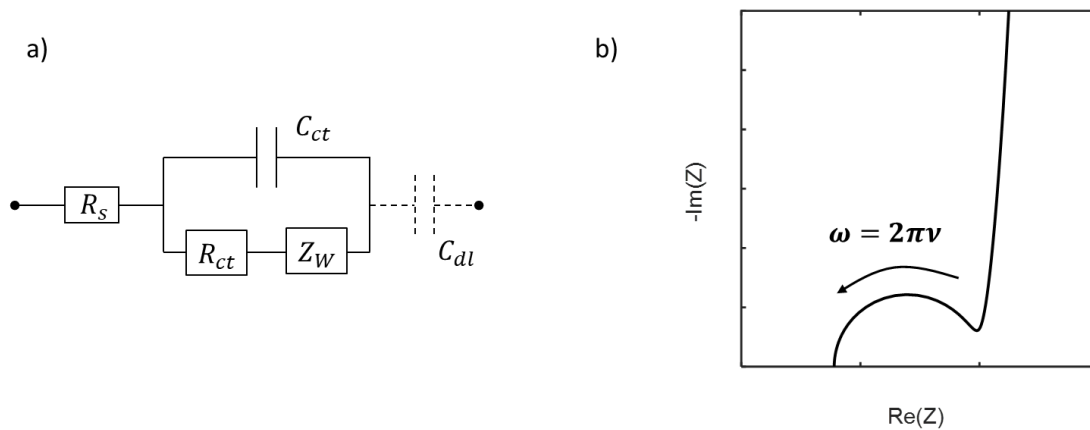 a)
C_ct
R_s
R_ct
Z_W
C_dl
b)
-Im(Z)
ω = 2πν
Re(Z)